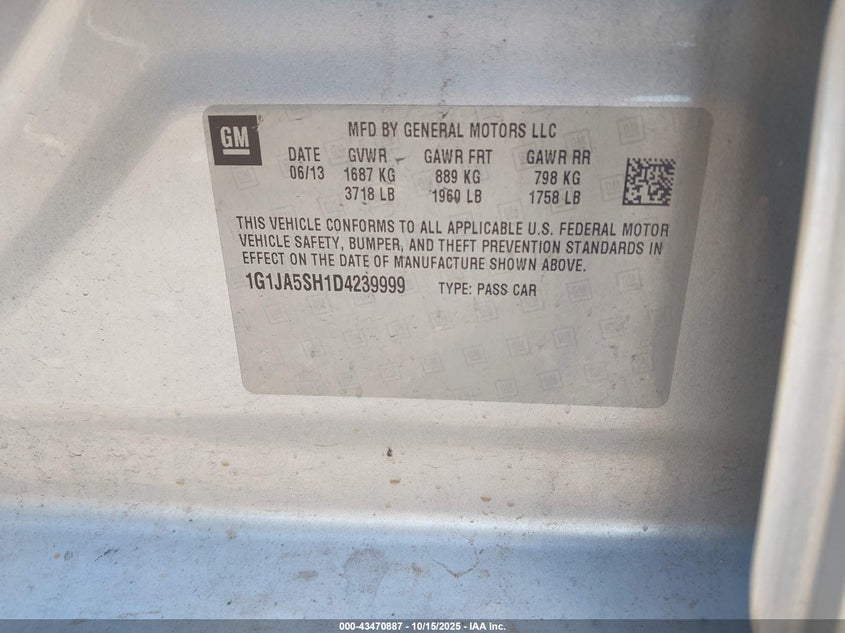 GM
MFD BY GENERAL MOTORS LLC
DATE GVWR GAWR FRT GAWR RR
06/13 1687 KG 889 KG 798 KG
3718 LB 1960 LB 1758 LB
THIS VEHICLE CONFORMS TO ALL APPLICABLE U.S. FEDERAL MOTOR
VEHICLE SAFETY, BUMPER, AND THEFT PREVENTION STANDARDS IN
EFFECT ON THE DATE OF MANUFACTURE SHOWN ABOVE.
1G1JA5SH1D4239999 TYPE: PASS CAR
000-43470887 - 10/15/2025 - IAA Inc.